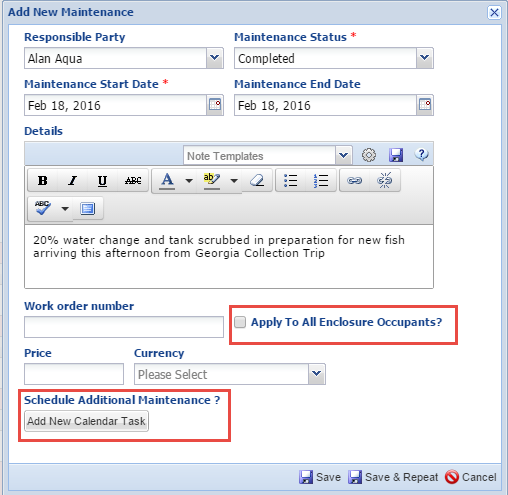 Add New Maintenance
Responsible Party
Maintenance Status *
Alan Aqua
Completed
Maintenance Start Date *
Maintenance End Date
Feb 18, 2016
Feb 18, 2016
Details
Note Templates
B I U ABC A ab
ABC
20% water change and tank scrubbed in preparation for new fish
arriving this afternoon from Georgia Collection Trip
Work order number
Apply To All Enclosure Occupants?
Price
Currency
Please Select
Schedule Additional Maintenance ?
Add New Calendar Task
Save
Save & Repeat
Cancel